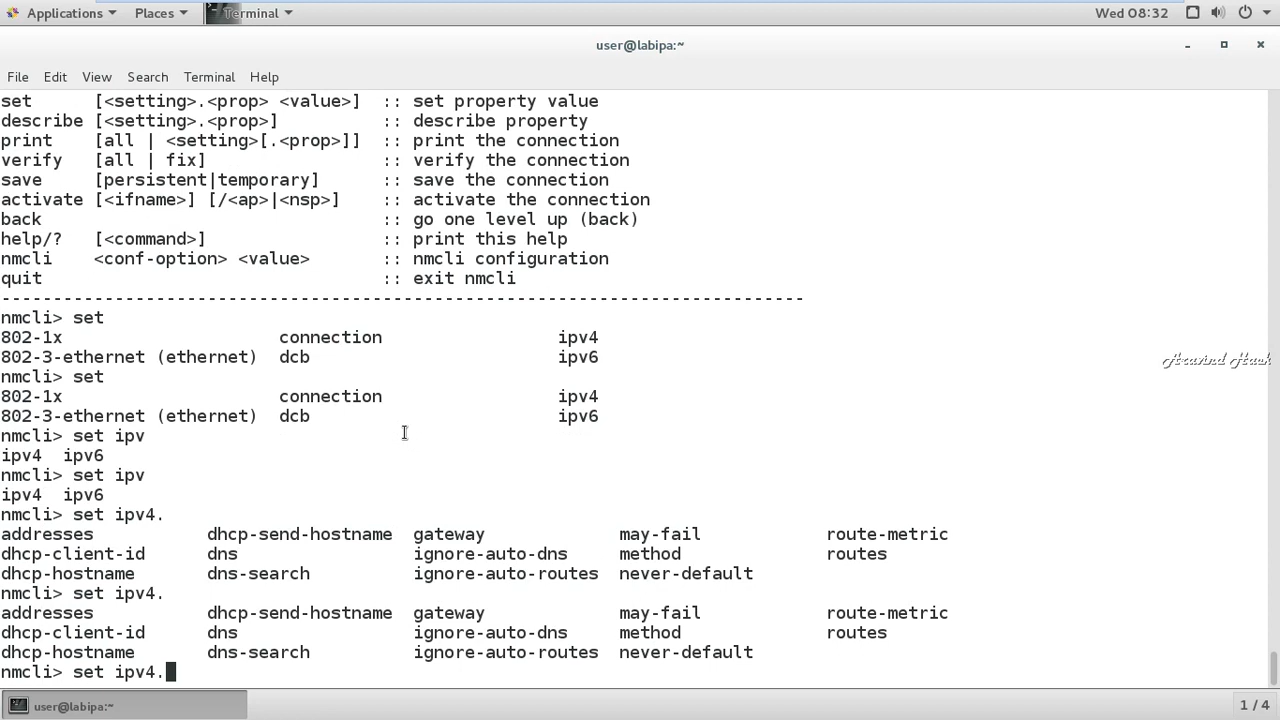 Applications Places Terminal Wed 08:32
user@labipa:~
File Edit View Search Terminal Help
set [<setting>.<prop> <value>] :: set property value
describe [<setting>.<prop>] :: describe property
print [all | <setting>[.<prop>]] :: print the connection
verify [all | fix] :: verify the connection
save [persistent|temporary] :: save the connection
activate [<ifname>] [/<ap>|<nsp>] :: activate the connection
back :: go one level up (back)
help/? [<command>] :: print this help
nmcli <conf-option> <value> :: nmcli configuration
quit :: exit nmcli
------------------------------------------------------------------------------
nmcli> set
802-1x connection ipv4
802-3-ethernet (ethernet) dcb ipv6
nmcli> set
802-1x connection ipv4
802-3-ethernet (ethernet) dcb ipv6
nmcli> set ipv
ipv4 ipv6
nmcli> set ipv
ipv4 ipv6
nmcli> set ipv4.
addresses dhcp-send-hostname gateway may-fail route-metric
dhcp-client-id dns ignore-auto-dns method routes
dhcp-hostname dns-search ignore-auto-routes never-default
nmcli> set ipv4.
addresses dhcp-send-hostname gateway may-fail route-metric
dhcp-client-id dns ignore-auto-dns method routes
dhcp-hostname dns-search ignore-auto-routes never-default
nmcli> set ipv4.
user@labipa:~ 1 / 4